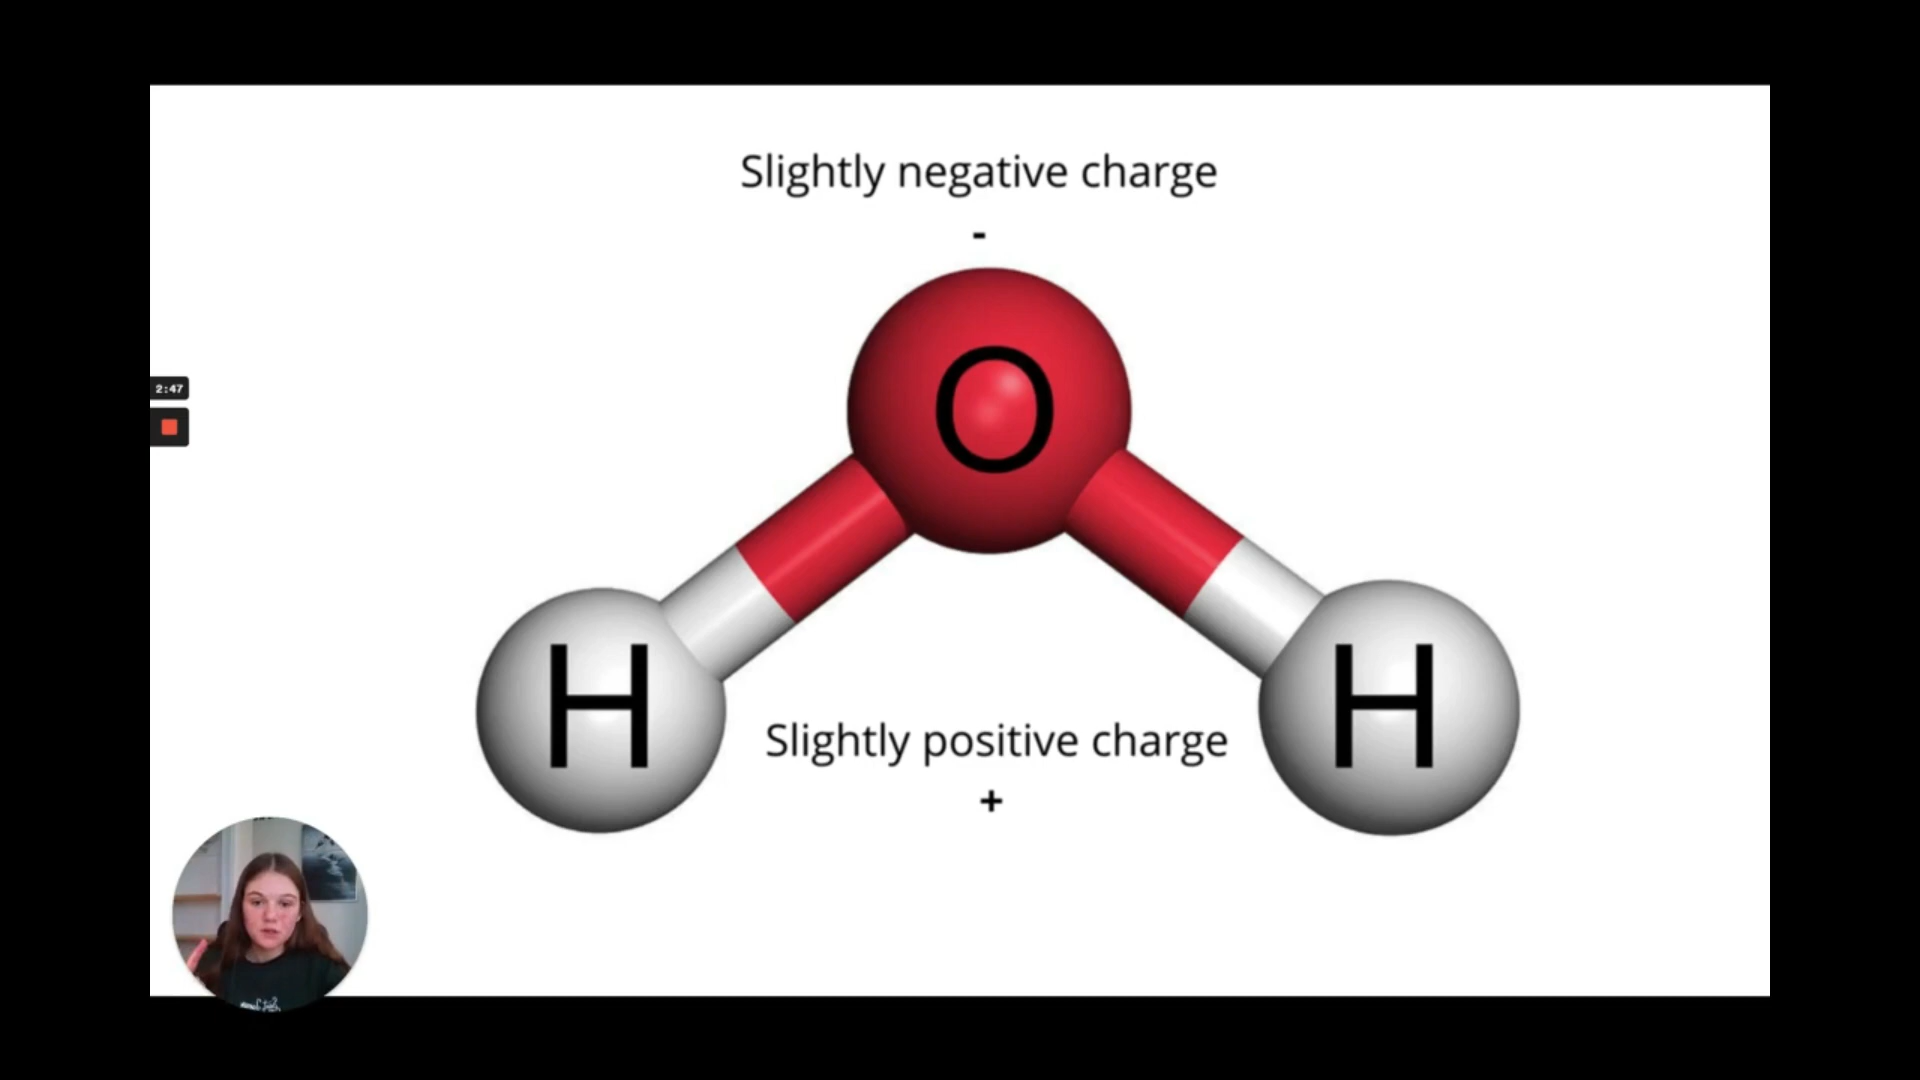 Slightly negative charge
-
O
2:47
H
H
Slightly positive charge
+